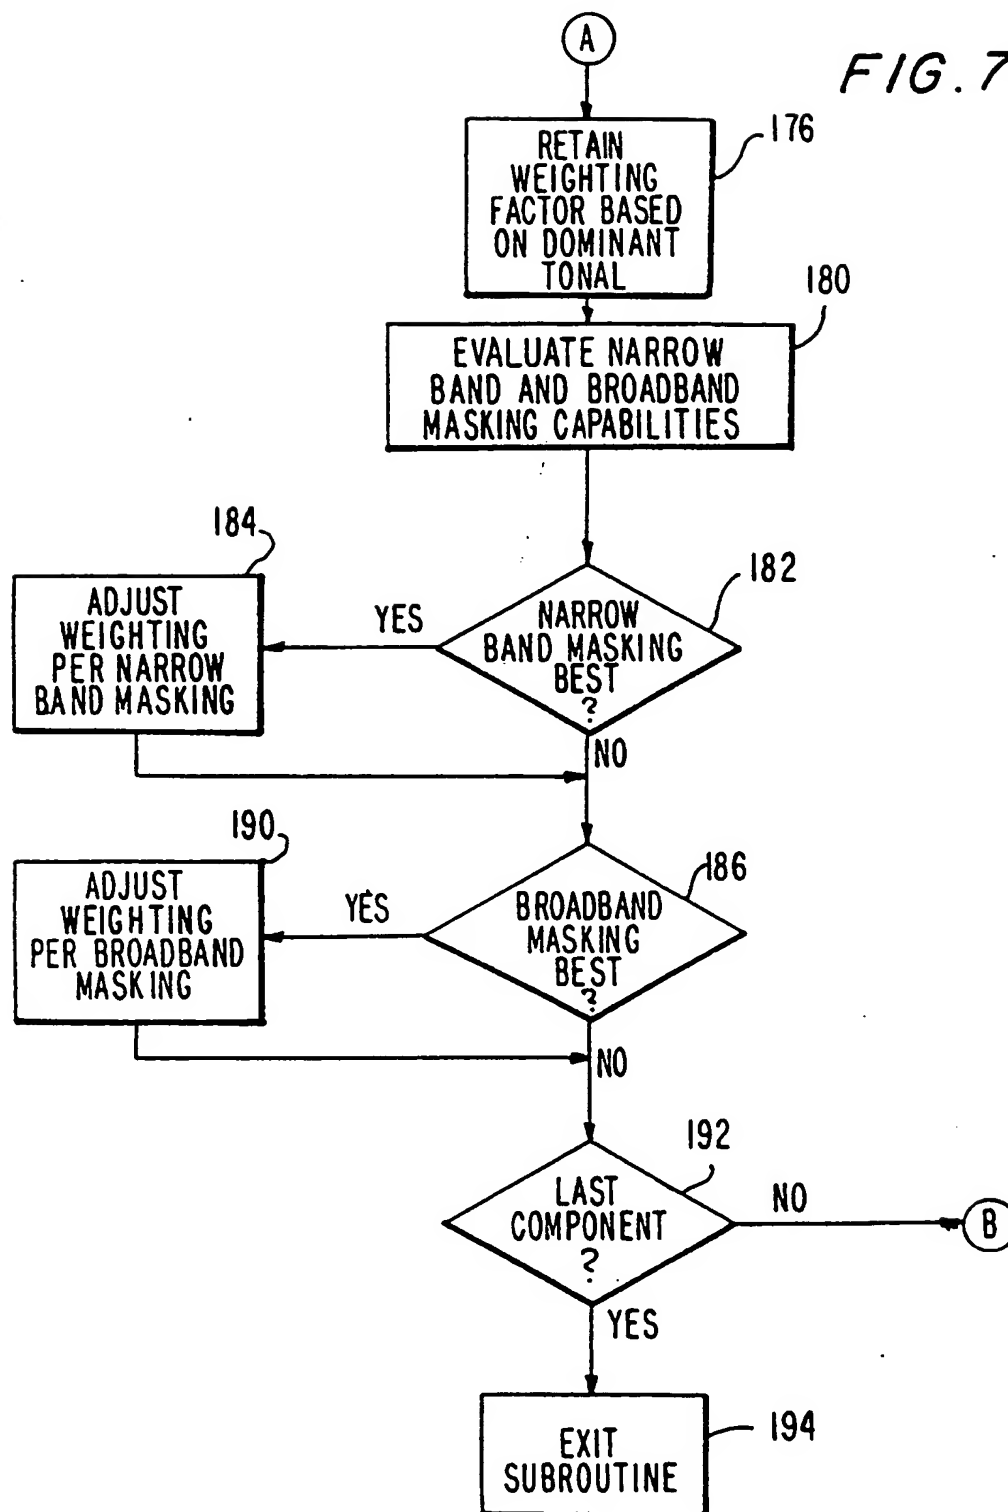 A
FIG. 7
176
RETAIN
WEIGHTING
FACTOR BASED
ON DOMINANT
TONAL
180
EVALUATE NARROW
BAND AND BROADBAND
MASKING CAPABILITIES
184
ADJUST
WEIGHTING
PER NARROW
BAND MASKING
YES
182
NARROW
BAND MASKING
BEST
?
NO
190
ADJUST
WEIGHTING
PER BROADBAND
MASKING
YES
186
BROADBAND
MASKING
BEST
?
NO
192
LAST
COMPONENT
?
NO
B
YES
194
EXIT
SUBROUTINE